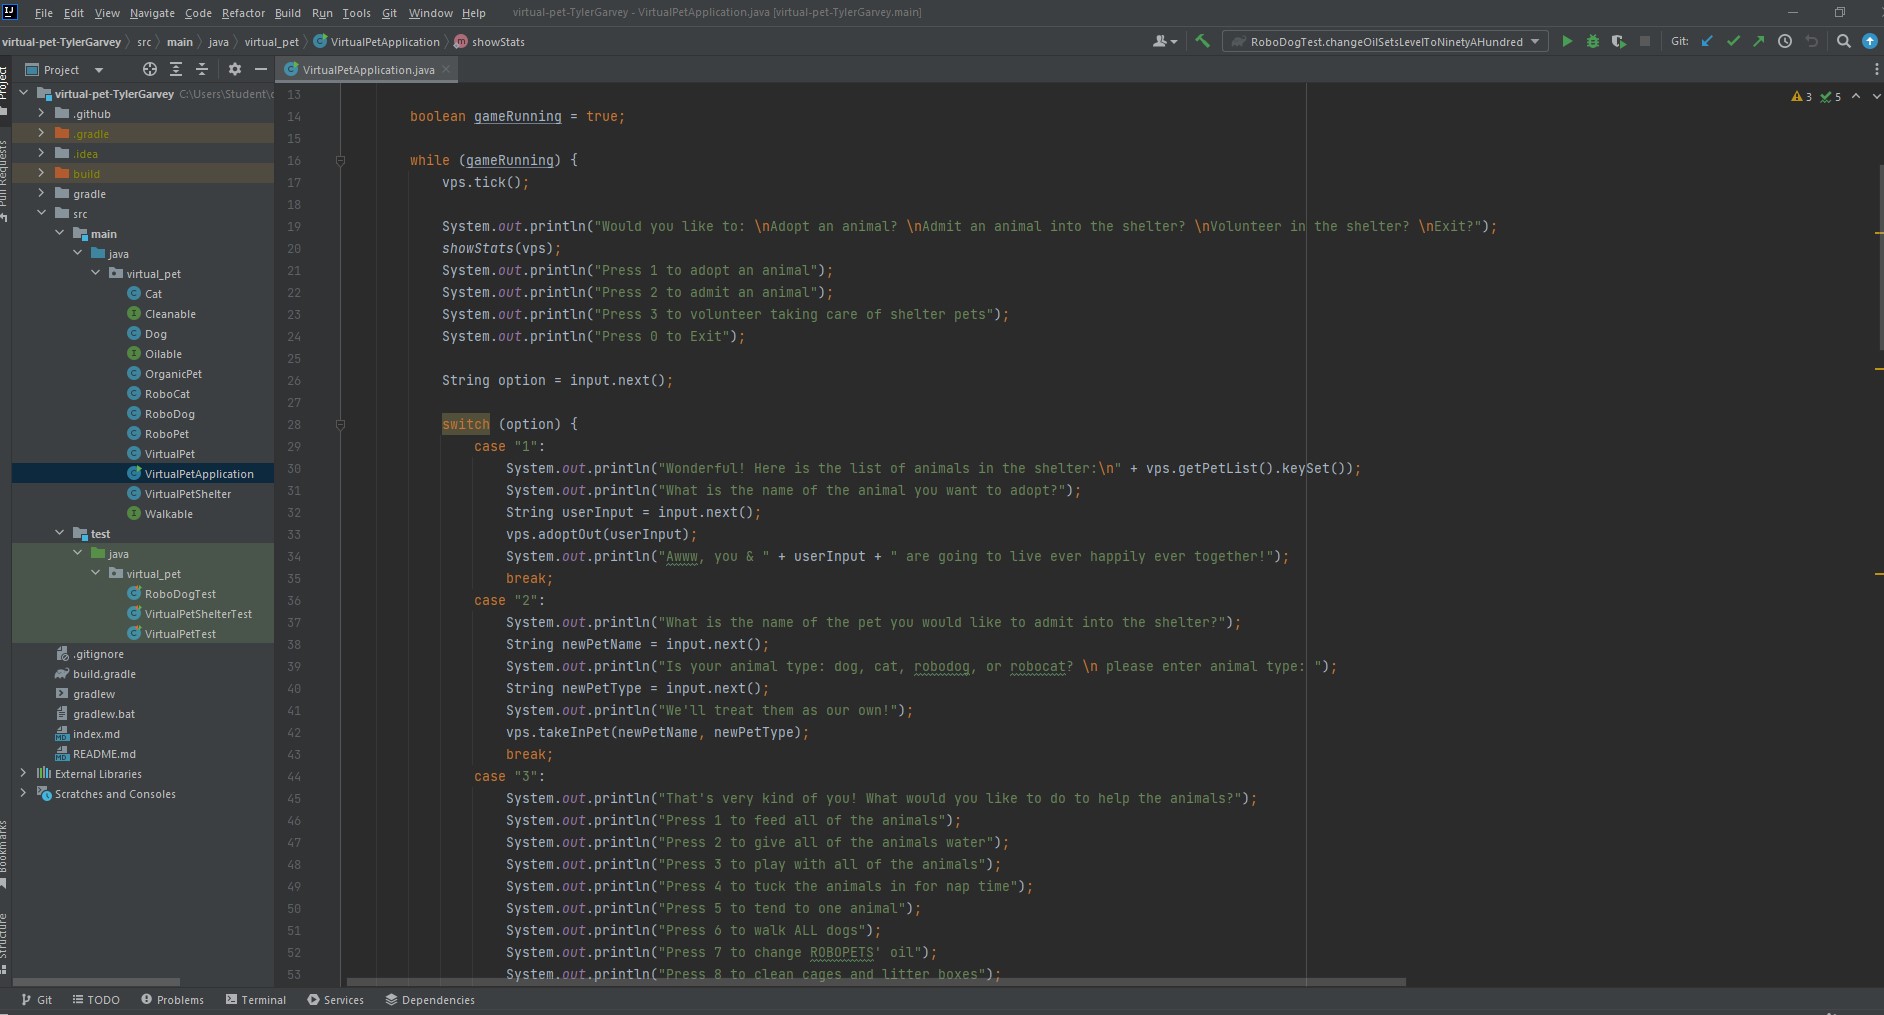 File Edit View Navigate Code Refactor Build Run Tools Git Window Help virtual-pet-TylerGarvey - VirtualPetApplication.java [virtual-pet-TylerGarvey.main]
virtual-pet-TylerGarvey src main java virtual_pet VirtualPetApplication showStats RoboDogTest.changeOilSetsLevelToNinetyAHundred Git:
Project VirtualPetApplication.java
Project
Pull Requests
Bookmarks
Structure
virtual-pet-TylerGarvey C:\Users\Student\
.github
.gradle
.idea
build
gradle
src
main
java
virtual_pet
Cat
Cleanable
Dog
Oilable
OrganicPet
RoboCat
RoboDog
RoboPet
VirtualPet
VirtualPetApplication
VirtualPetShelter
Walkable
test
java
virtual_pet
RoboDogTest
VirtualPetShelterTest
VirtualPetTest
.gitignore
build.gradle
gradlew
gradlew.bat
index.md
README.md
External Libraries
Scratches and Consoles
3 5
13
14 boolean gameRunning = true;
15
16 while (gameRunning) {
17 vps.tick();
18
19 System.out.println("Would you like to: \nAdopt an animal? \nAdmit an animal into the shelter? \nVolunteer in the shelter? \nExit?");
20 showStats(vps);
21 System.out.println("Press 1 to adopt an animal");
22 System.out.println("Press 2 to admit an animal");
23 System.out.println("Press 3 to volunteer taking care of shelter pets");
24 System.out.println("Press 0 to Exit");
25
26 String option = input.next();
27
28 switch (option) {
29 case "1":
30 System.out.println("Wonderful! Here is the list of animals in the shelter:\n" + vps.getPetList().keySet());
31 System.out.println("What is the name of the animal you want to adopt?");
32 String userInput = input.next();
33 vps.adoptOut(userInput);
34 System.out.println("Awww, you & " + userInput + " are going to live ever happily ever together!");
35 break;
36 case "2":
37 System.out.println("What is the name of the pet you would like to admit into the shelter?");
38 String newPetName = input.next();
39 System.out.println("Is your animal type: dog, cat, robodog, or robocat? \n please enter animal type: ");
40 String newPetType = input.next();
41 System.out.println("We'll treat them as our own!");
42 vps.takeInPet(newPetName, newPetType);
43 break;
44 case "3":
45 System.out.println("That's very kind of you! What would you like to do to help the animals?");
46 System.out.println("Press 1 to feed all of the animals");
47 System.out.println("Press 2 to give all of the animals water");
48 System.out.println("Press 3 to play with all of the animals");
49 System.out.println("Press 4 to tuck the animals in for nap time");
50 System.out.println("Press 5 to tend to one animal");
51 System.out.println("Press 6 to walk ALL dogs");
52 System.out.println("Press 7 to change ROBOPETS' oil");
53 System.out.println("Press 8 to clean cages and litter boxes");
Git TODO Problems Terminal Services Dependencies